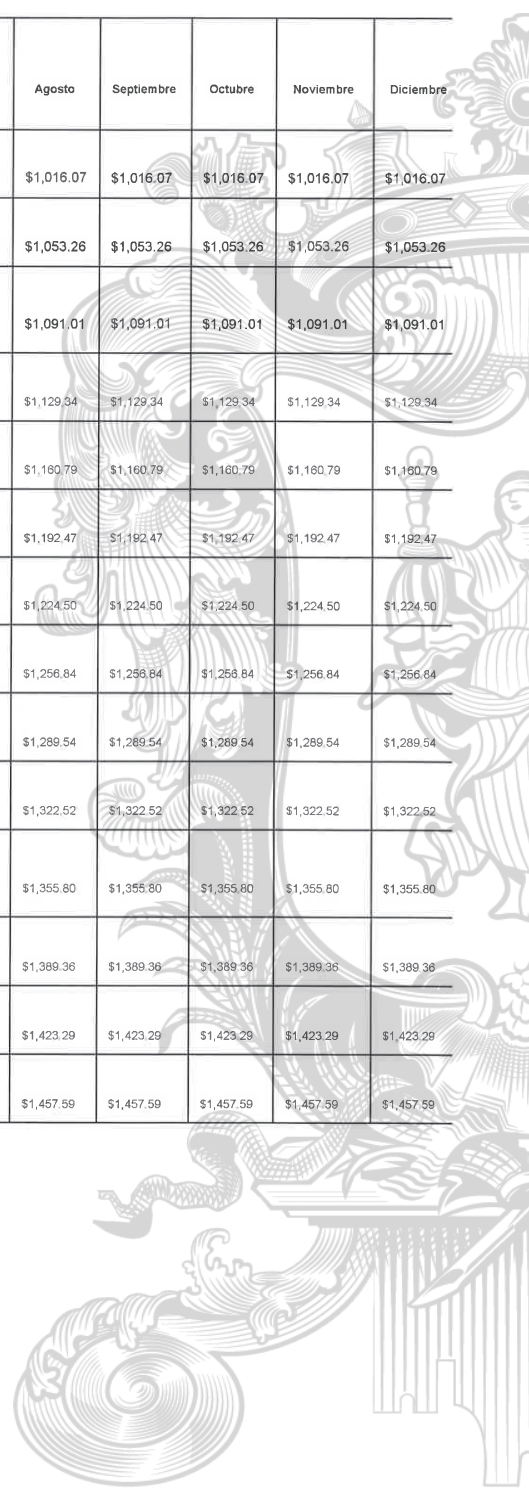 Agosto Septiembre Octubre Noviembre Diciembre
$1,016.07 $1,016.07 $1,016.07 $1,016.07 $1,016.07
$1,053.26 $1,053.26 $1,053.26 $1,053.26 $1,053.26
$1,091.01 $1,091.01 $1,091.01 $1,091.01 $1,091.01
$1,129.34 $1,129.34 $1,129.34 $1,129.34 $1,129.34
$1,160.79 $1,160.79 $1,160.79 $1,160.79 $1,160.79
$1,192.47 $1,192.47 $1,192.47 $1,192.47 $1,192.47
$1,224.50 $1,224.50 $1,224.50 $1,224.50 $1,224.50
$1,256.84 $1,256.84 $1,256.84 $1,256.84 $1,256.84
$1,289.54 $1,289.54 $1,289.54 $1,289.54 $1,289.54
$1,322.52 $1,322.52 $1,322.52 $1,322.52 $1,322.52
$1,355.80 $1,355.80 $1,355.80 $1,355.80 $1,355.80
$1,389.36 $1,389.36 $1,389.36 $1,389.36 $1,389.36
$1,423.29 $1,423.29 $1,423.29 $1,423.29 $1,423.29
$1,457.59 $1,457.59 $1,457.59 $1,457.59 $1,457.59